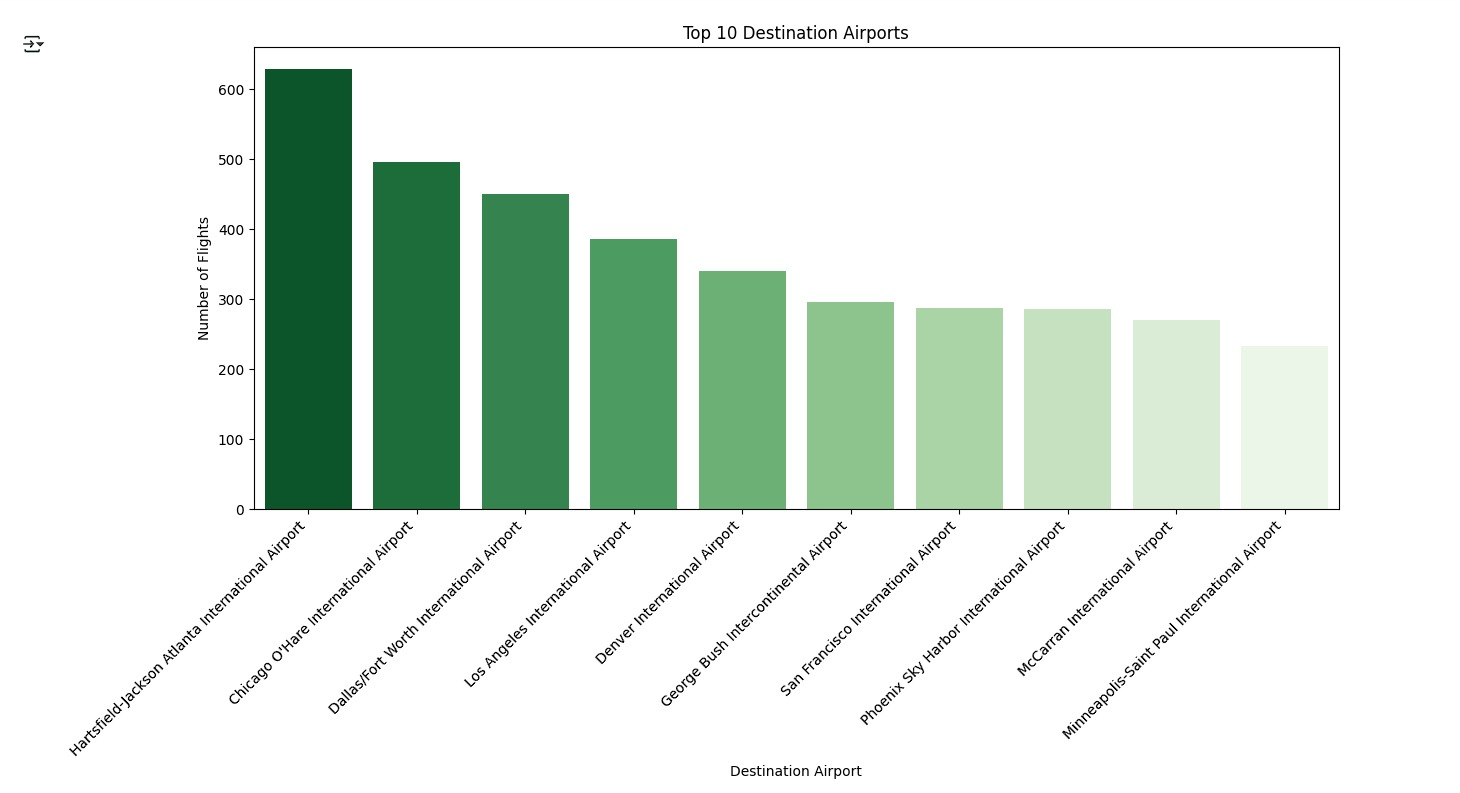 Top 10 Destination Airports
Number of Flights
600
500
400
300
200
100
0
Hartsfield-Jackson Atlanta International Airport
Chicago O'Hare International Airport
Dallas/Fort Worth International Airport
Los Angeles International Airport
Denver International Airport
George Bush Intercontinental Airport
San Francisco International Airport
Phoenix Sky Harbor International Airport
McCarran International Airport
Minneapolis-Saint Paul International Airport
Destination Airport